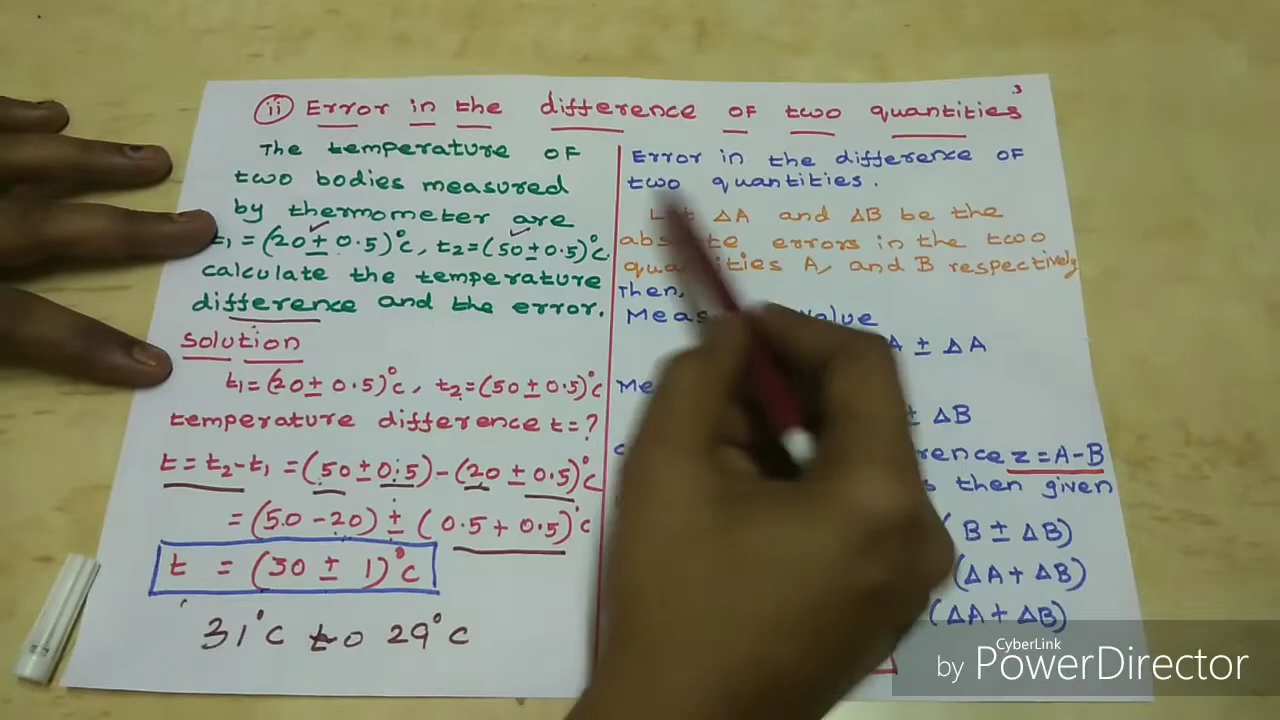 3
(ii) Error in the difference of two quantities
The temperature of
two bodies measured
by thermometer are
t₁ = (20 ± 0.5)°c, t₂ = (50 ± 0.5)°c.
calculate the temperature
difference and the error.
Solution
t₁ = (20 ± 0.5)°c, t₂ = (50 ± 0.5)°c
temperature difference t = ?
t = t₂ - t₁ = (50 ± 0.5) - (20 ± 0.5)°c
= (50 - 20) ± (0.5 + 0.5)°c
t = (30 ± 1)°c
31°c to 29°c
Error in the difference of
two quantities.
ΔA and ΔB be the
errors in the two
quantities A, and B respectively
Then,
value
A ± ΔA
± ΔB
z = A - B
then given
(B ± ΔB)
(ΔA + ΔB)
(ΔA + ΔB)
CyberLink
by PowerDirector